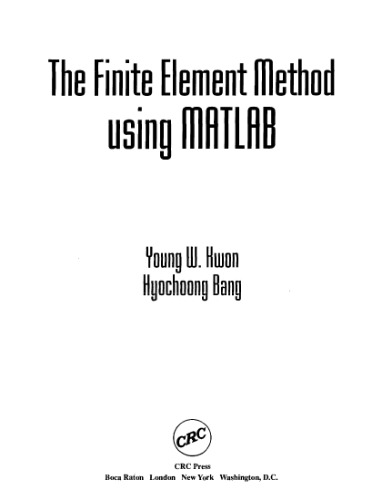 The Finite Element Method
using MATLAB
Young W. Kwon
Hyochoong Bang
CRC
CRC Press
Boca Raton London New York Washington, D.C.